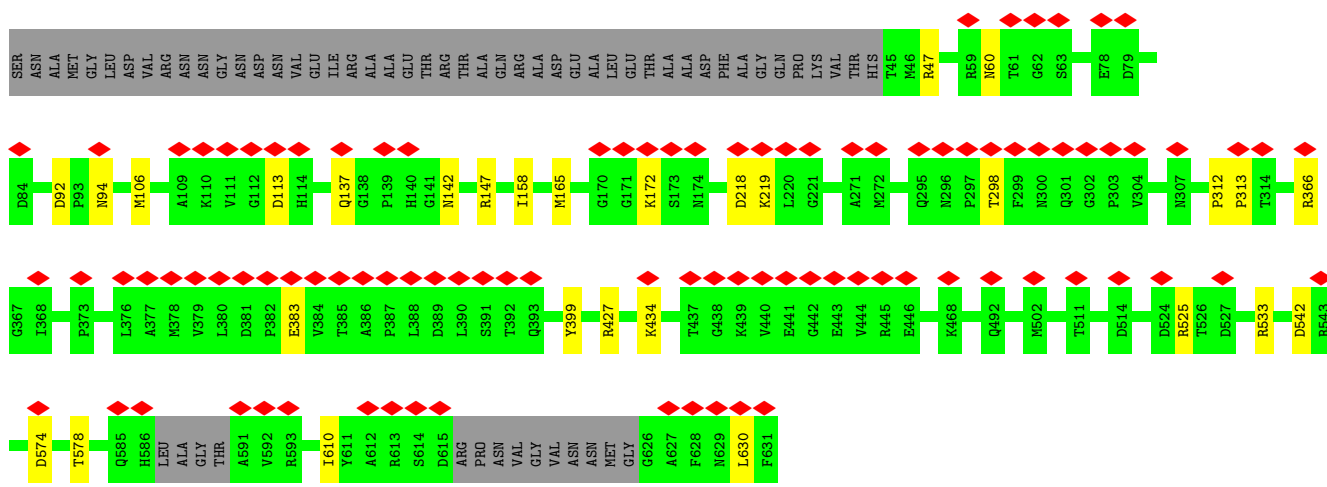 SER ASN ALA MET GLY LEU ASP VAL ARG ASN ASN GLY ASN ASP ASN VAL GLU ILE ARG ALA ALA GLU THR ARG THR ALA GLN ARG ALA ASP GLU ALA LEU GLU THR ALA ALA ASP PHE ALA GLY GLN PRO LYS VAL THR HIS T45 M46 R47 R59 N60 T61 G62 S63 E78 D79
D84 D92 P93 N94 M106 A109 K110 V111 G112 D113 H114 Q137 G138 P139 H140 G141 N142 R147 I158 M165 G170 G171 K172 S173 N174 D218 K219 L220 G221 A271 M272 Q295 N296 P297 T298 F299 N300 Q301 G302 P303 V304 N307 P312 P313 T314 R366
G367 I368 P373 L376 A377 M378 V379 L380 D381 P382 E383 V384 T385 A386 P387 L388 D389 L390 S391 T392 Q393 Y399 R427 K434 T437 G438 K439 V440 E441 G442 E443 V444 R445 E446 K468 Q492 M502 T511 D514 D524 R525 T526 D527 R533 D542 R543
D574 T578 Q585 H586 LEU ALA GLY THR A591 V592 R593 I610 Y611 A612 R613 S614 D615 ARG PRO ASN VAL GLY VAL ASN ASN MET GLY G626 A627 F628 N629 L630 F631